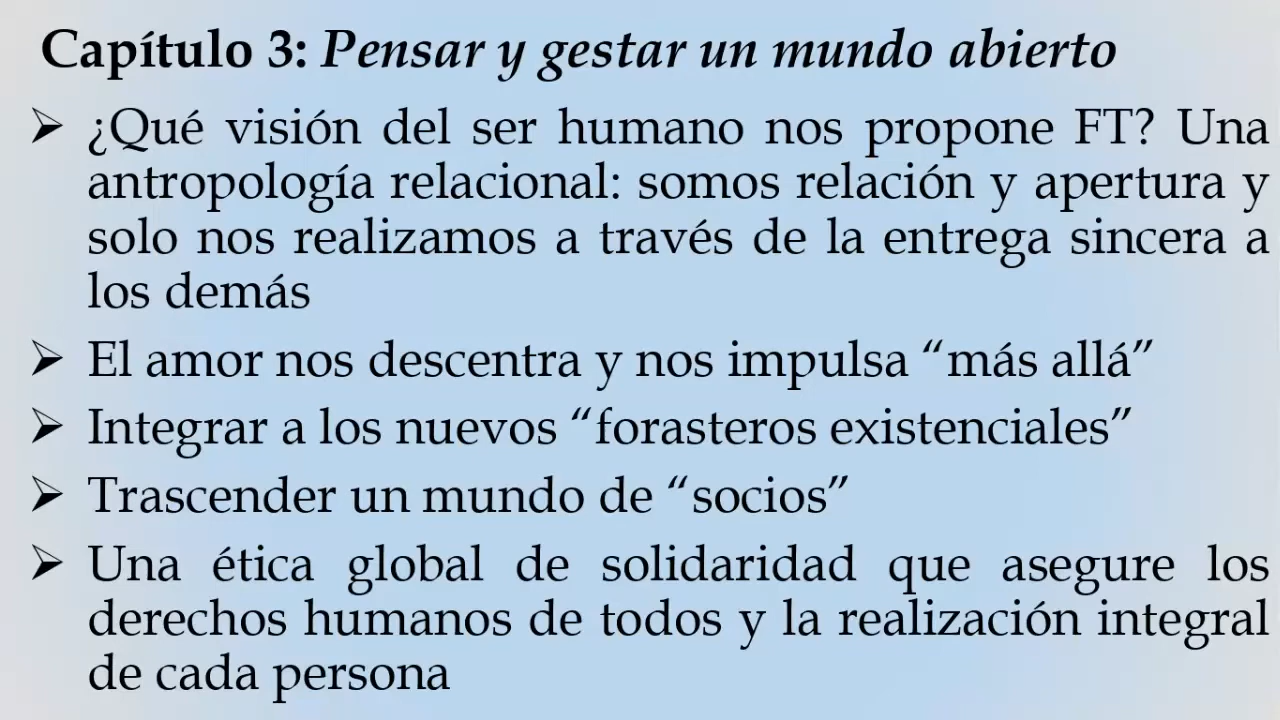 Capítulo 3: Pensar y gestar un mundo abierto
➢ ¿Qué visión del ser humano nos propone FT? Una
antropología relacional: somos relación y apertura y
solo nos realizamos a través de la entrega sincera a
los demás
➢ El amor nos descentra y nos impulsa “más allá”
➢ Integrar a los nuevos “forasteros existenciales”
➢ Trascender un mundo de “socios”
➢ Una ética global de solidaridad que asegure los
derechos humanos de todos y la realización integral
de cada persona